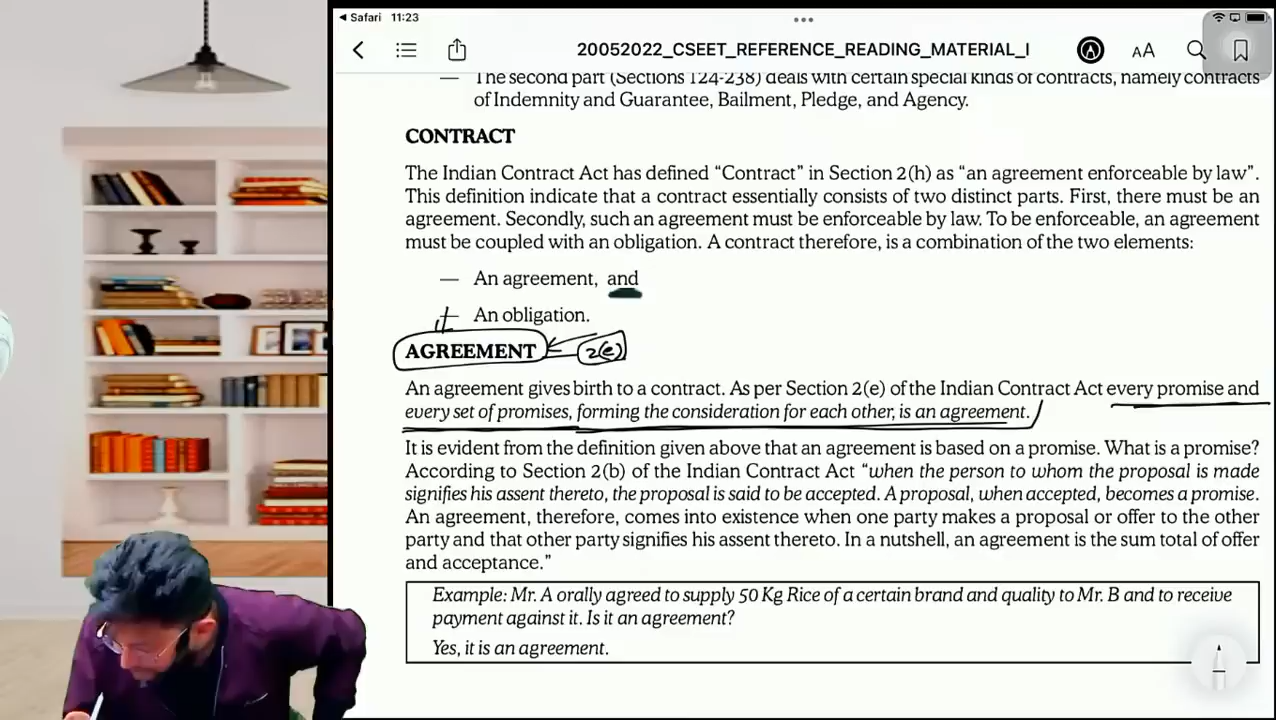 Safari 11:23
20052022_CSEET_REFERENCE_READING_MATERIAL_I
AA
— The second part (Sections 124-238) deals with certain special kinds of contracts, namely contracts
of Indemnity and Guarantee, Bailment, Pledge, and Agency.
CONTRACT
The Indian Contract Act has defined “Contract” in Section 2(h) as “an agreement enforceable by law”.
This definition indicate that a contract essentially consists of two distinct parts. First, there must be an
agreement. Secondly, such an agreement must be enforceable by law. To be enforceable, an agreement
must be coupled with an obligation. A contract therefore, is a combination of the two elements:
— An agreement, and
— An obligation.
AGREEMENT 2(e)
An agreement gives birth to a contract. As per Section 2(e) of the Indian Contract Act every promise and
every set of promises, forming the consideration for each other, is an agreement.
It is evident from the definition given above that an agreement is based on a promise. What is a promise?
According to Section 2(b) of the Indian Contract Act “when the person to whom the proposal is made
signifies his assent thereto, the proposal is said to be accepted. A proposal, when accepted, becomes a promise.
An agreement, therefore, comes into existence when one party makes a proposal or offer to the other
party and that other party signifies his assent thereto. In a nutshell, an agreement is the sum total of offer
and acceptance.”
Example: Mr. A orally agreed to supply 50 Kg Rice of a certain brand and quality to Mr. B and to receive
payment against it. Is it an agreement?
Yes, it is an agreement.